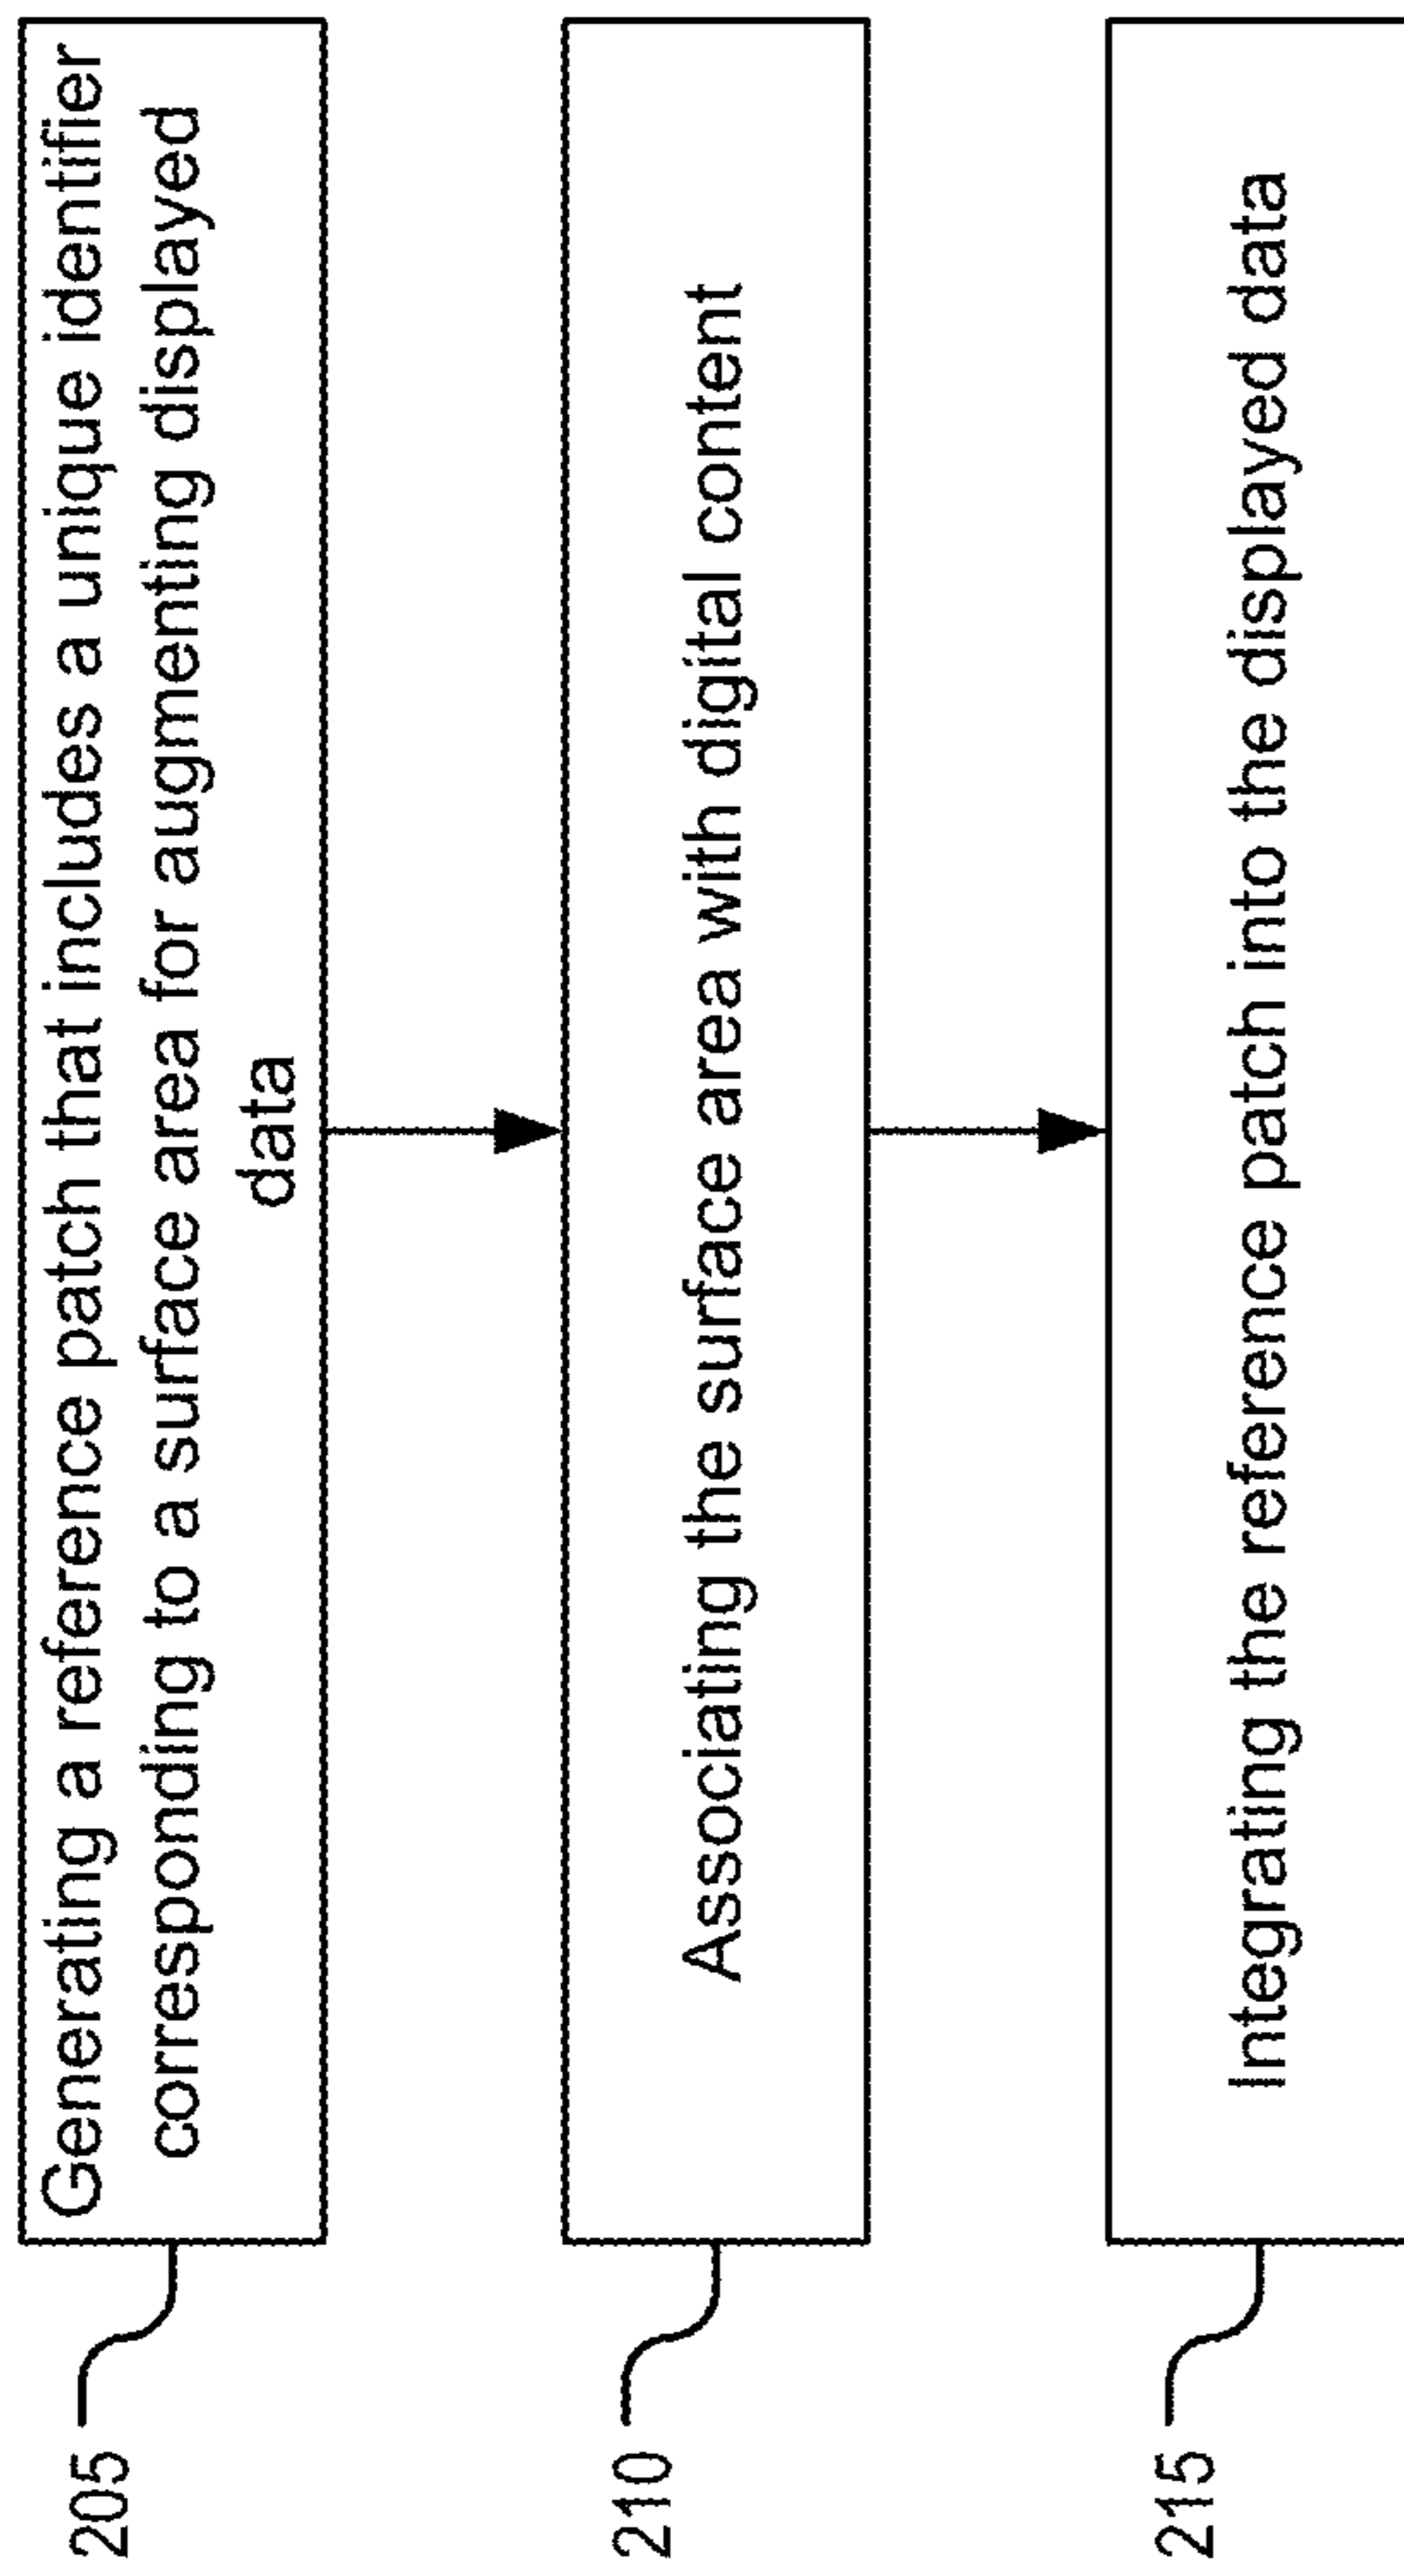 205
Generating a reference patch that includes a unique identifier
corresponding to a surface area for augmenting displayed
data
210
Associating the surface area with digital content
215
Integrating the reference patch into the displayed data